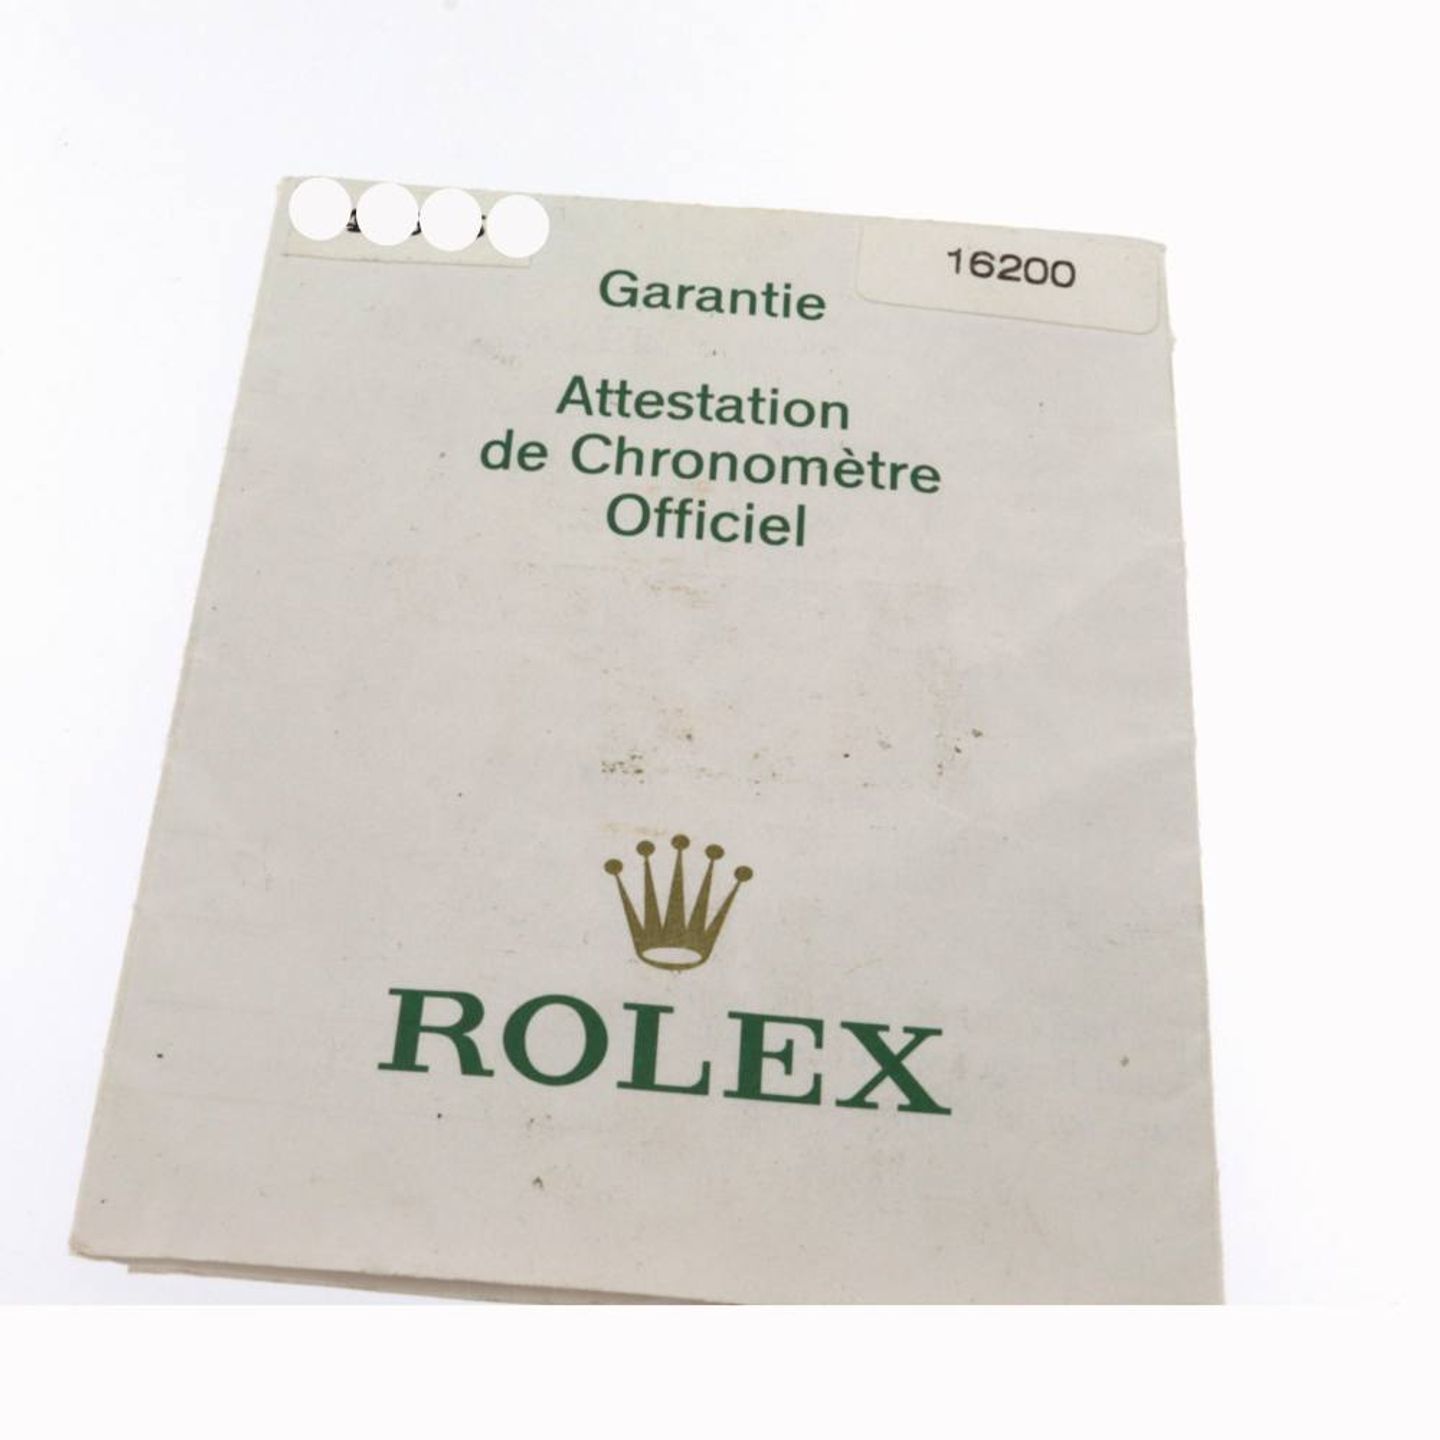 16200
Garantie
Attestation
de Chronomètre
Officiel
ROLEX